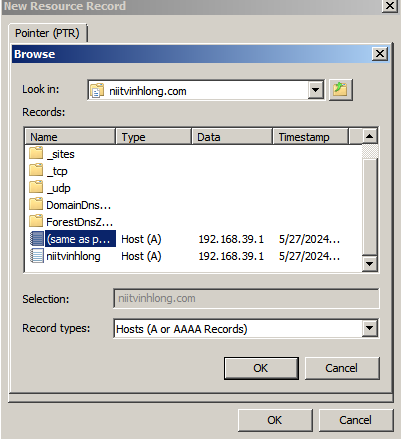 New Resource Record
Pointer (PTR)
Browse
Look in: niitvinhlong.com
Records:
Name Type Data Timestamp
_sites
_tcp
_udp
DomainDns...
ForestDnsZ...
(same as p... Host (A) 192.168.39.1 5/27/2024...
niitvinhlong Host (A) 192.168.39.1 5/27/2024...
Selection: niitvinhlong.com
Record types: Hosts (A or AAAA Records)
OK Cancel
OK Cancel